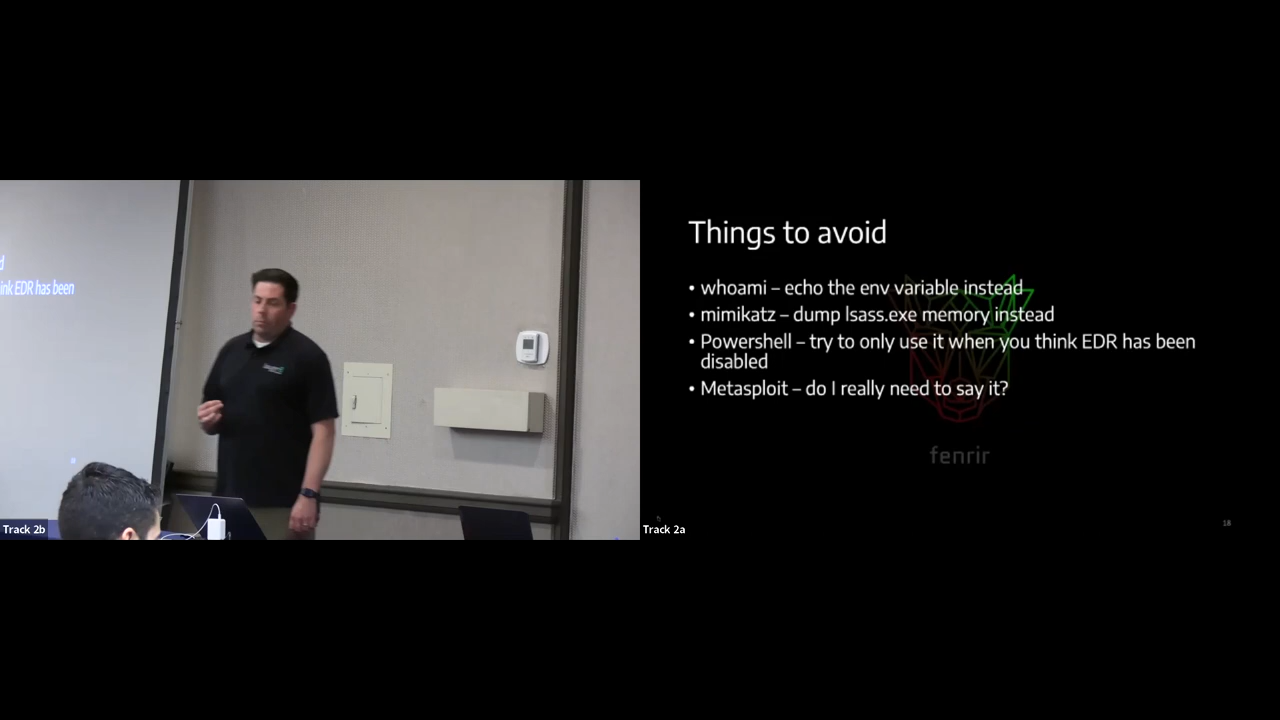 d
ink EDR has been
Track 2b
Things to avoid
• whoami – echo the env variable instead
• mimikatz – dump lsass.exe memory instead
• Powershell – try to only use it when you think EDR has been
disabled
• Metasploit – do I really need to say it?
fenrir
18
Track 2a